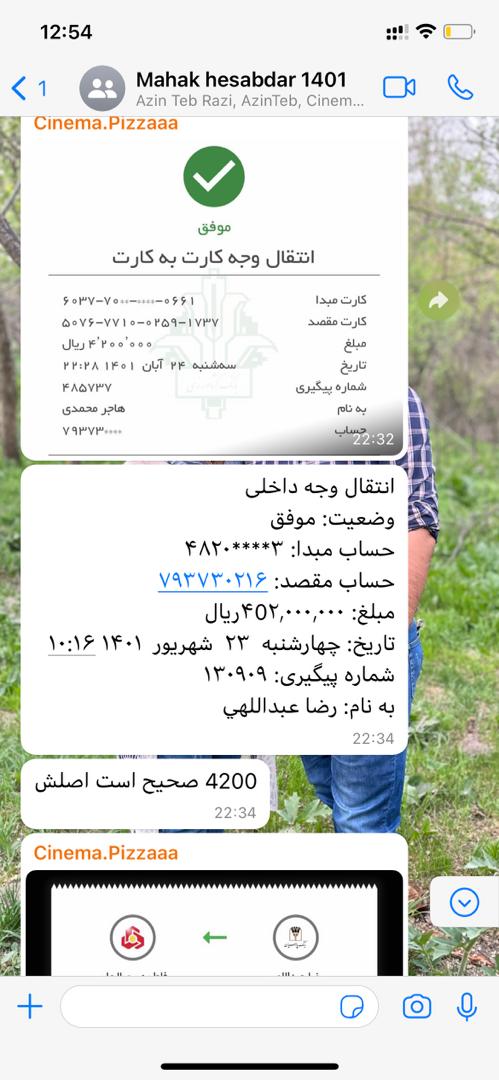 12:54
1
Mahak hesabdar 1401
Azin Teb Razi, AzinTeb, Cinem...
Cinema.Pizzaaa
موفق
انتقال وجه کارت به کارت
کارت مبدا ۶۰۳۷-۷۰۰۰-۰۰۰۰-۰۶۶۱
کارت مقصد ۵۰۷۶-۷۷۱۰-۰۲۵۹-۱۷۳۷
مبلغ ۴٬۲۰۰٬۰۰۰ ریال
تاریخ سه‌شنبه ۲۴ آبان ۱۴۰۱ ۲۲:۲۸
شماره پیگیری ۴۸۵۷۳۷
به نام هاجر محمدی
حساب ۷۹۳۷۳۰۰۰۰
22:32
انتقال وجه داخلی
وضعیت: موفق
حساب مبدا: ۳****۴۸۲۰
حساب مقصد: ۷۹۳۷۳۰۲۱۶
مبلغ: ۴0۲,۰۰۰,۰۰۰ریال
تاریخ: چهارشنبه ۲۳ شهریور ۱۴۰۱ ۱۰:۱۶
شماره پیگیری: ۱۳۰۹۰۹
به نام: رضا عبداللهي
22:34
4200 صحیح است اصلش
22:34
Cinema.Pizzaaa